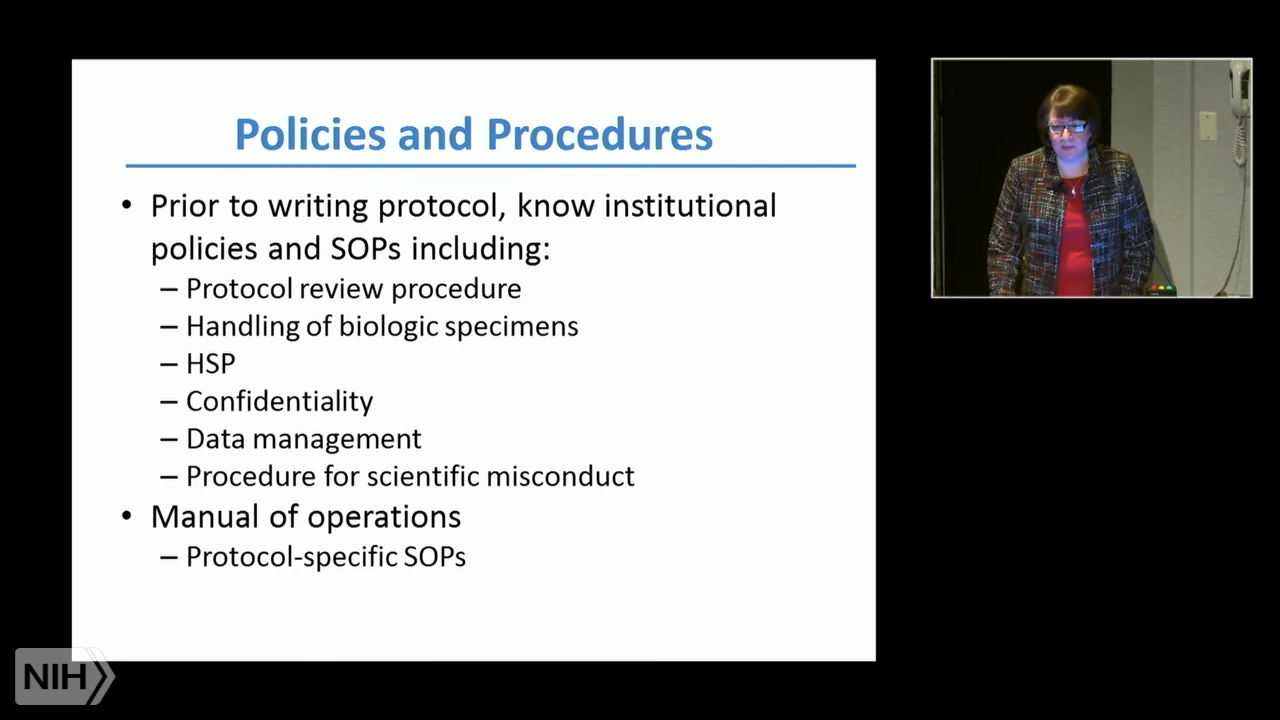 Policies and Procedures
• Prior to writing protocol, know institutional
policies and SOPs including:
– Protocol review procedure
– Handling of biologic specimens
– HSP
– Confidentiality
– Data management
– Procedure for scientific misconduct
• Manual of operations
– Protocol-specific SOPs
NIH